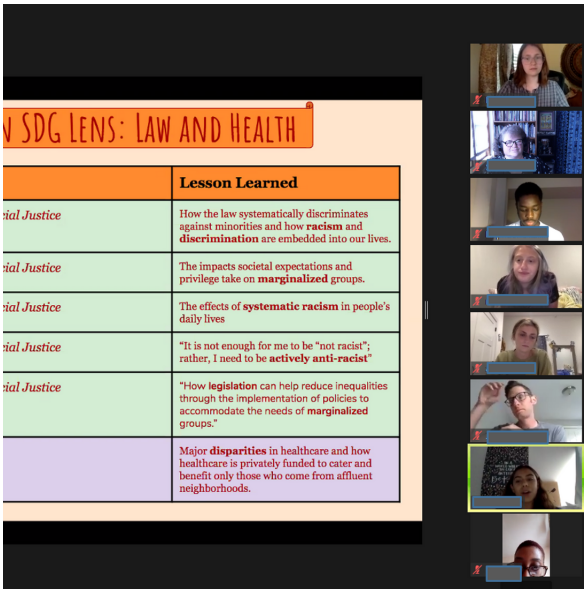 N SDG LENS: LAW AND HEALTH
Lesson Learned
cial Justice
How the law systematically discriminates
against minorities and how racism and
discrimination are embedded into our lives.
cial Justice
The impacts societal expectations and
privilege take on marginalized groups.
cial Justice
The effects of systematic racism in people's
daily lives
cial Justice
“It is not enough for me to be “not racist”;
rather, I need to be actively anti-racist”
cial Justice
“How legislation can help reduce inequalities
through the implementation of policies to
accommodate the needs of marginalized
groups.”
Major disparities in healthcare and how
healthcare is privately funded to cater and
benefit only those who come from affluent
neighborhoods.